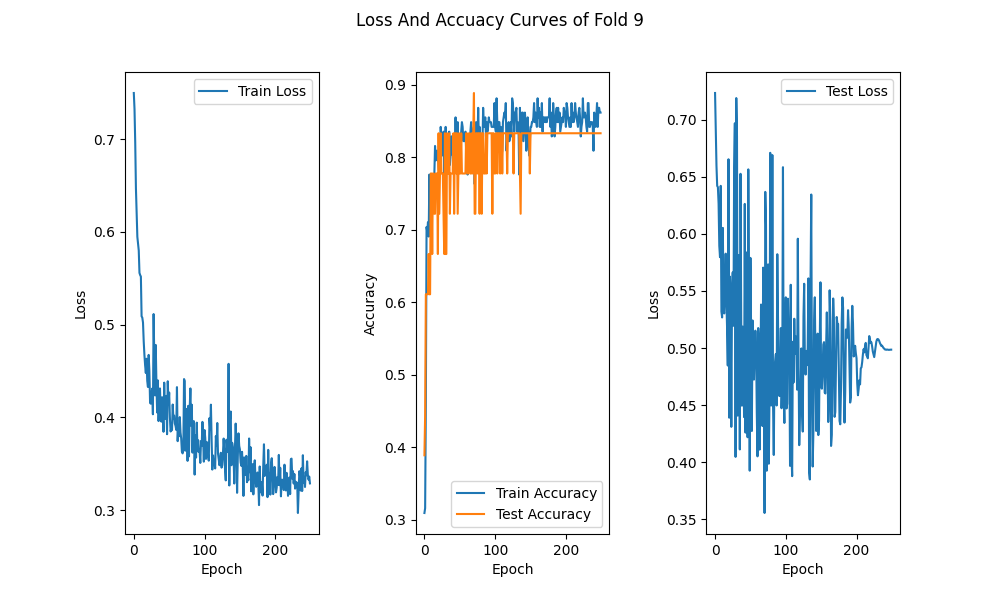 Loss And Accuacy Curves of Fold 9
Train Loss
0.7
0.6
0.5
0.4
0.3
Loss
0
100
200
Epoch
0.9
0.8
0.7
0.6
0.5
0.4
0.3
Accuracy
Train Accuracy
Test Accuracy
0
100
200
Epoch
Test Loss
0.70
0.65
0.60
0.55
0.50
0.45
0.40
0.35
Loss
0
100
200
Epoch